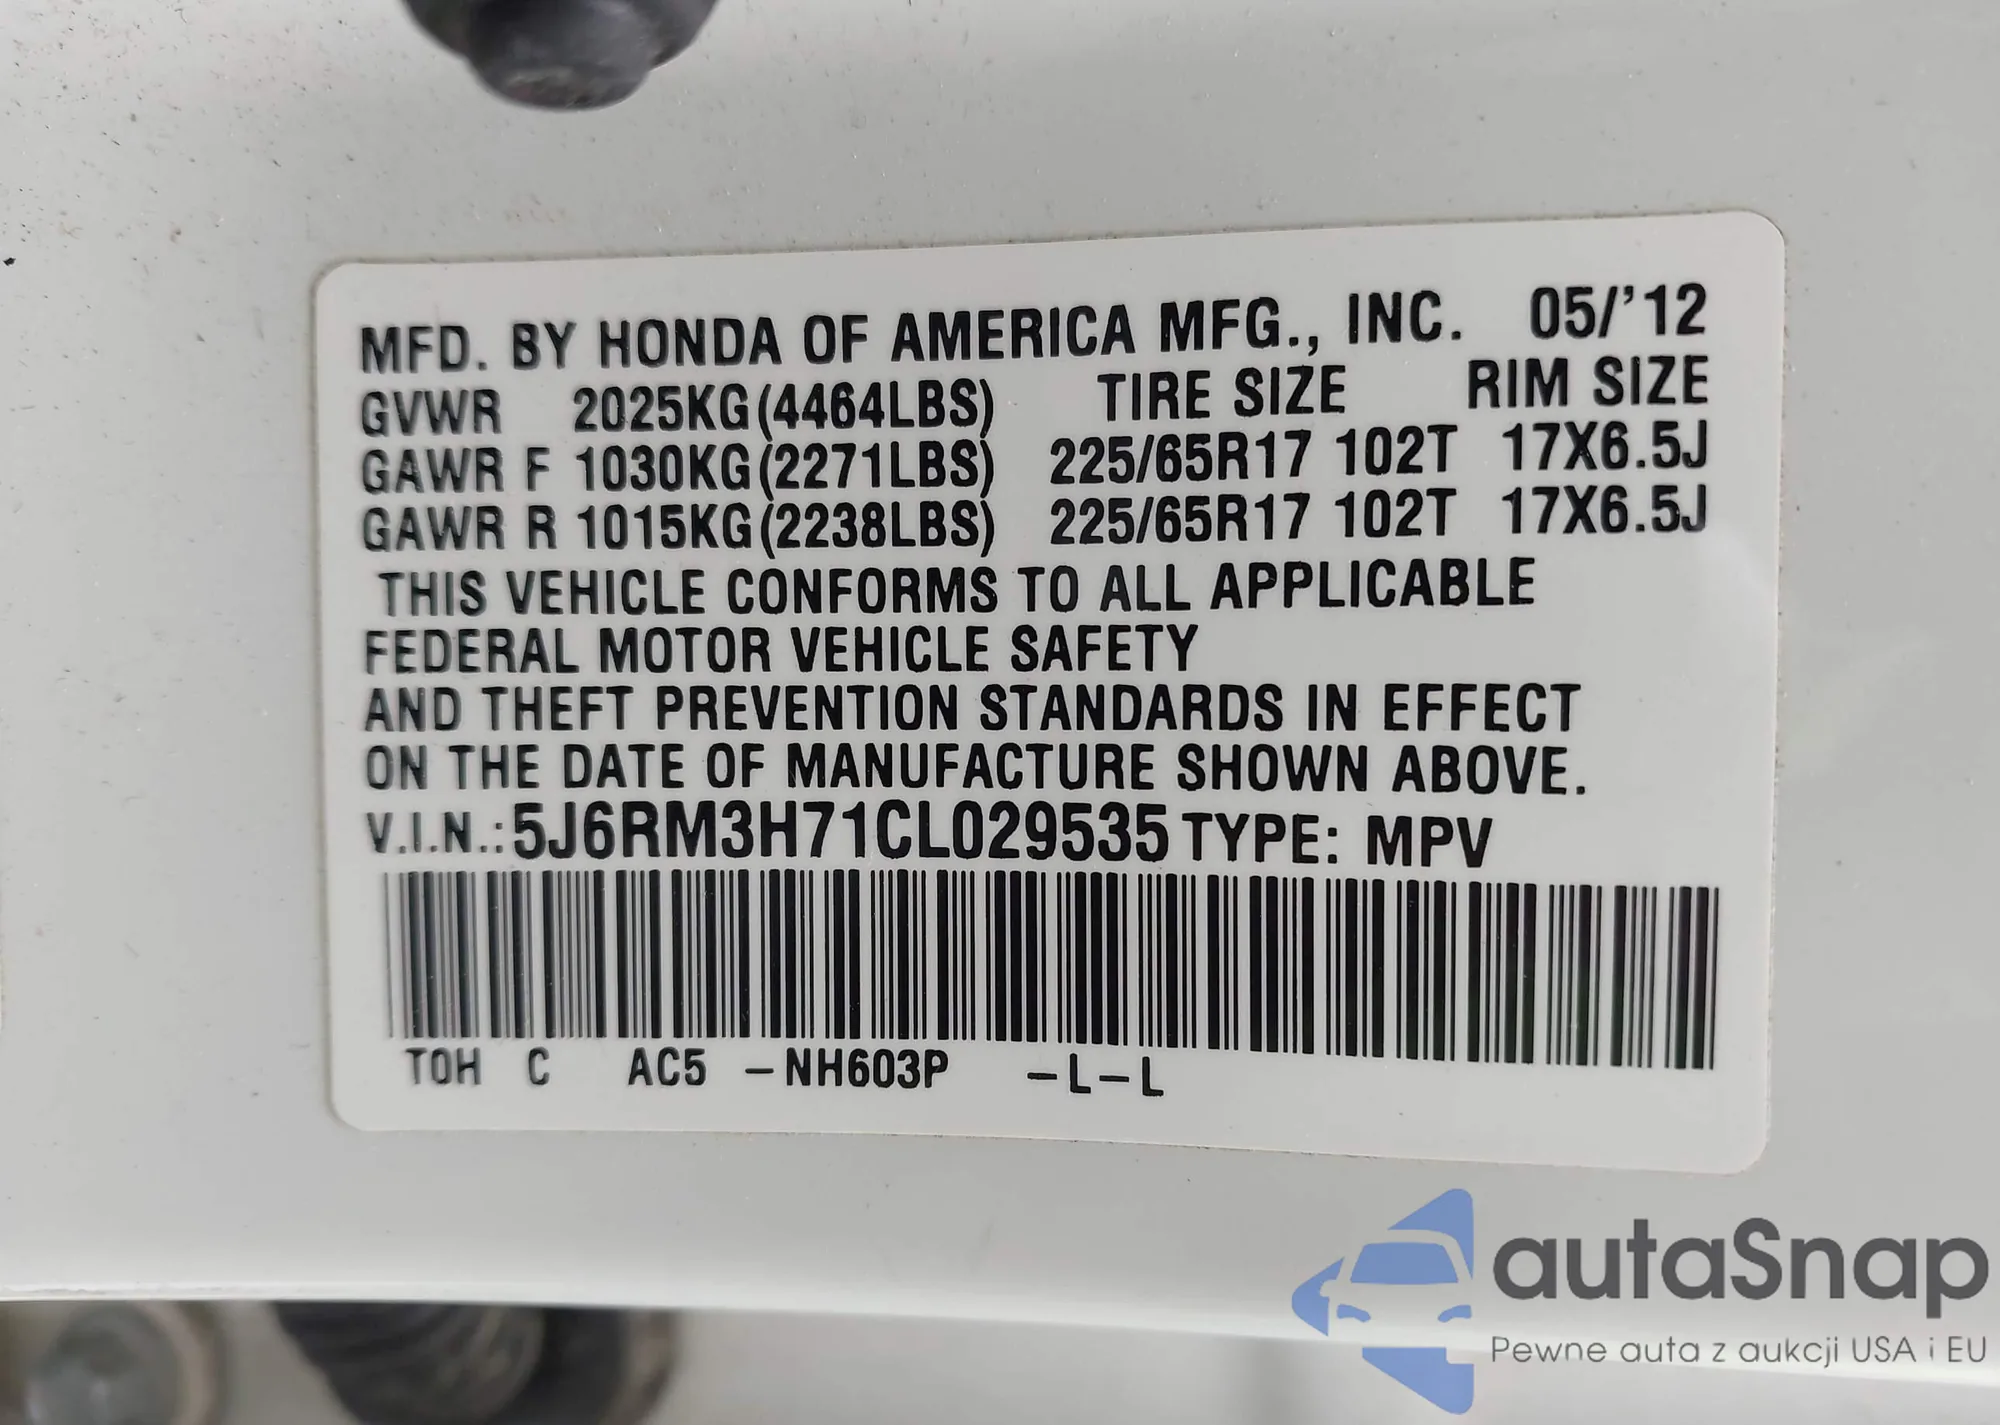 MFD. BY HONDA OF AMERICA MFG., INC. 05/'12
GVWR 2025KG(4464LBS) TIRE SIZE RIM SIZE
GAWR F 1030KG(2271LBS) 225/65R17 102T 17X6.5J
GAWR R 1015KG(2238LBS) 225/65R17 102T 17X6.5J
THIS VEHICLE CONFORMS TO ALL APPLICABLE
FEDERAL MOTOR VEHICLE SAFETY
AND THEFT PREVENTION STANDARDS IN EFFECT
ON THE DATE OF MANUFACTURE SHOWN ABOVE.
V.I.N.:5J6RM3H71CL029535 TYPE: MPV
TOH C AC5 –NH603P –L–L
autaSnap
Pewne auta z aukcji USA i EU